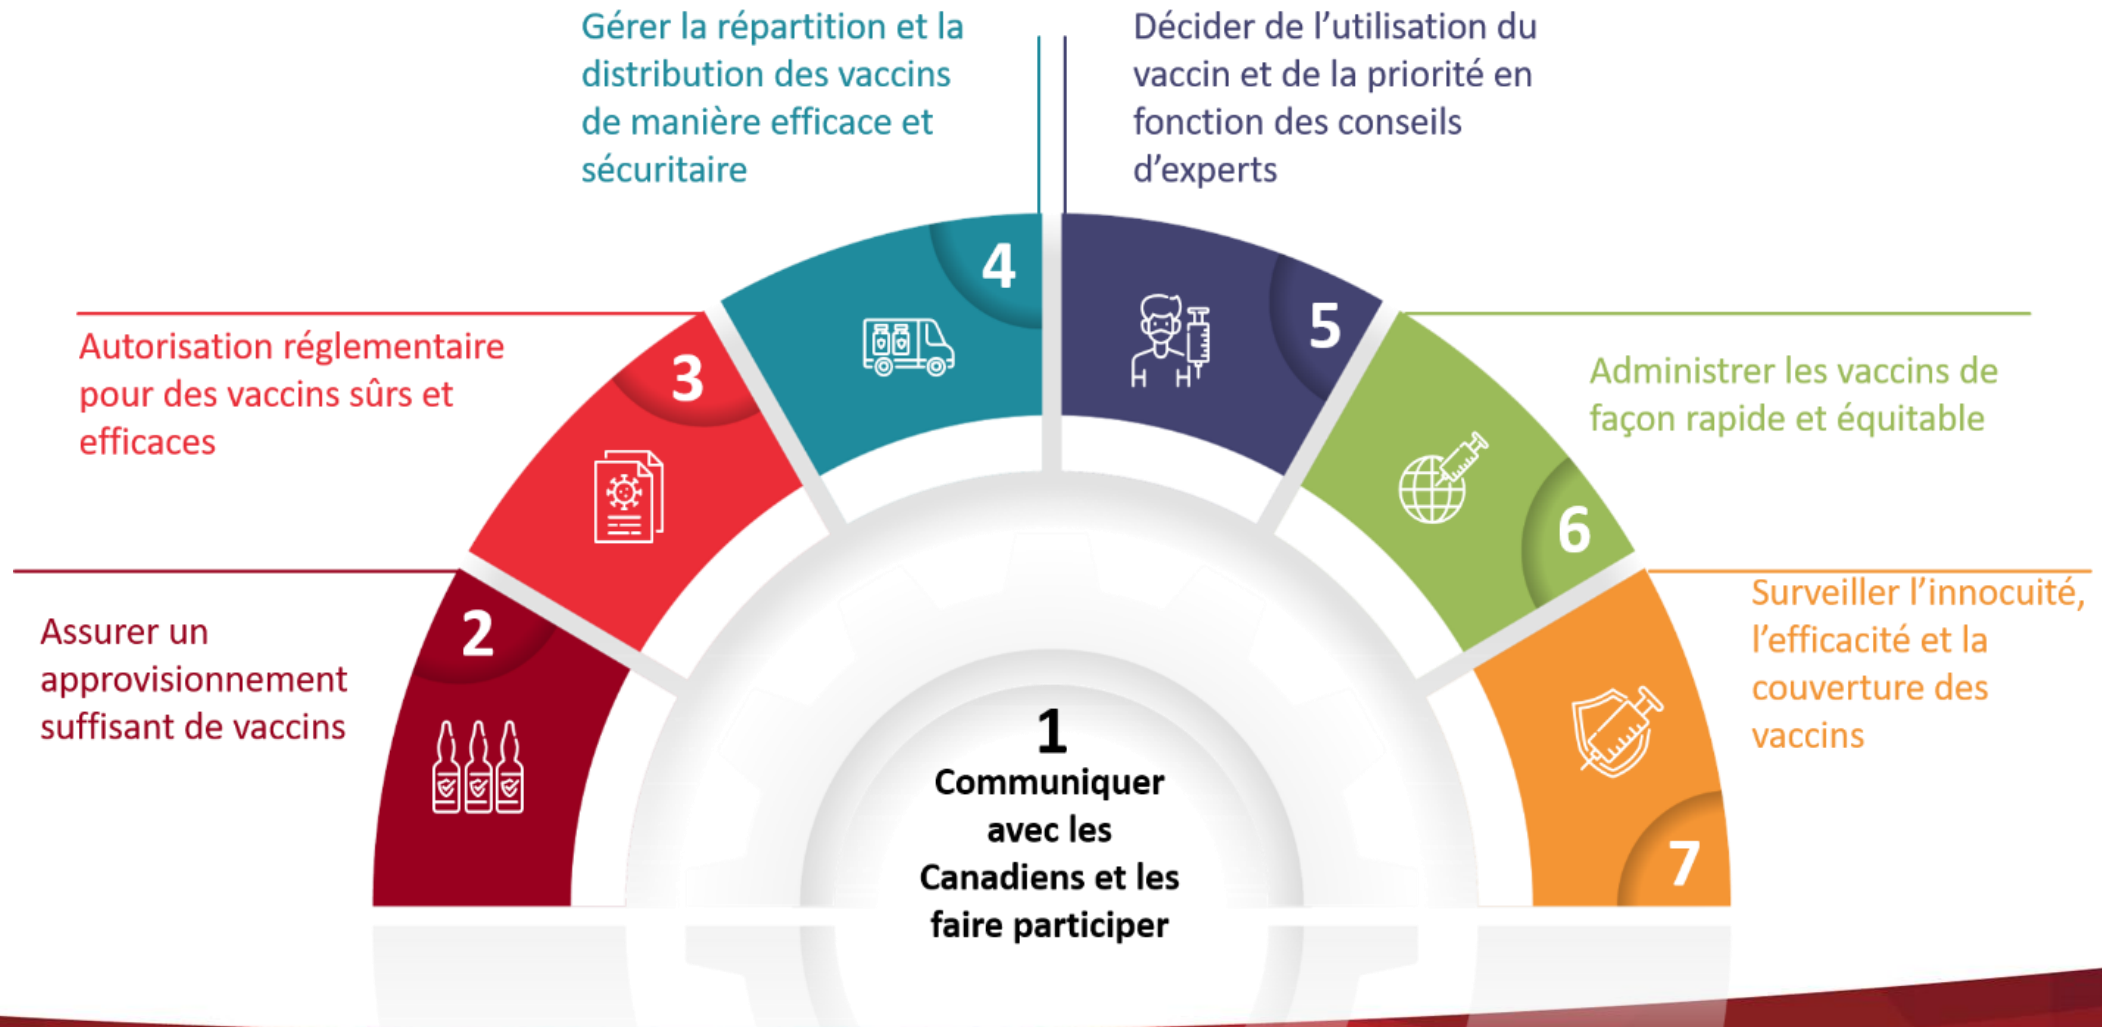 1
Communiquer
avec les
Canadiens et les
faire participer
2
Assurer un
approvisionnement
suffisant de vaccins
3
Autorisation réglementaire
pour des vaccins sûrs et
efficaces
4
Gérer la répartition et la
distribution des vaccins
de manière efficace et
sécuritaire
5
Décider de l’utilisation du
vaccin et de la priorité en
fonction des conseils
d’experts
6
Administrer les vaccins de
façon rapide et équitable
7
Surveiller l’innocuité,
l’efficacité et la
couverture des
vaccins